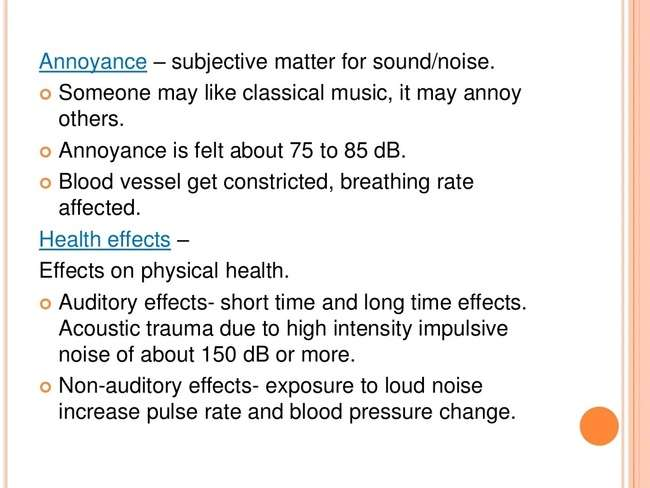 Annoyance – subjective matter for sound/noise.
Someone may like classical music, it may annoy
others.
Annoyance is felt about 75 to 85 dB.
Blood vessel get constricted, breathing rate
affected.
Health effects –
Effects on physical health.
Auditory effects- short time and long time effects.
Acoustic trauma due to high intensity impulsive
noise of about 150 dB or more.
Non-auditory effects- exposure to loud noise
increase pulse rate and blood pressure change.